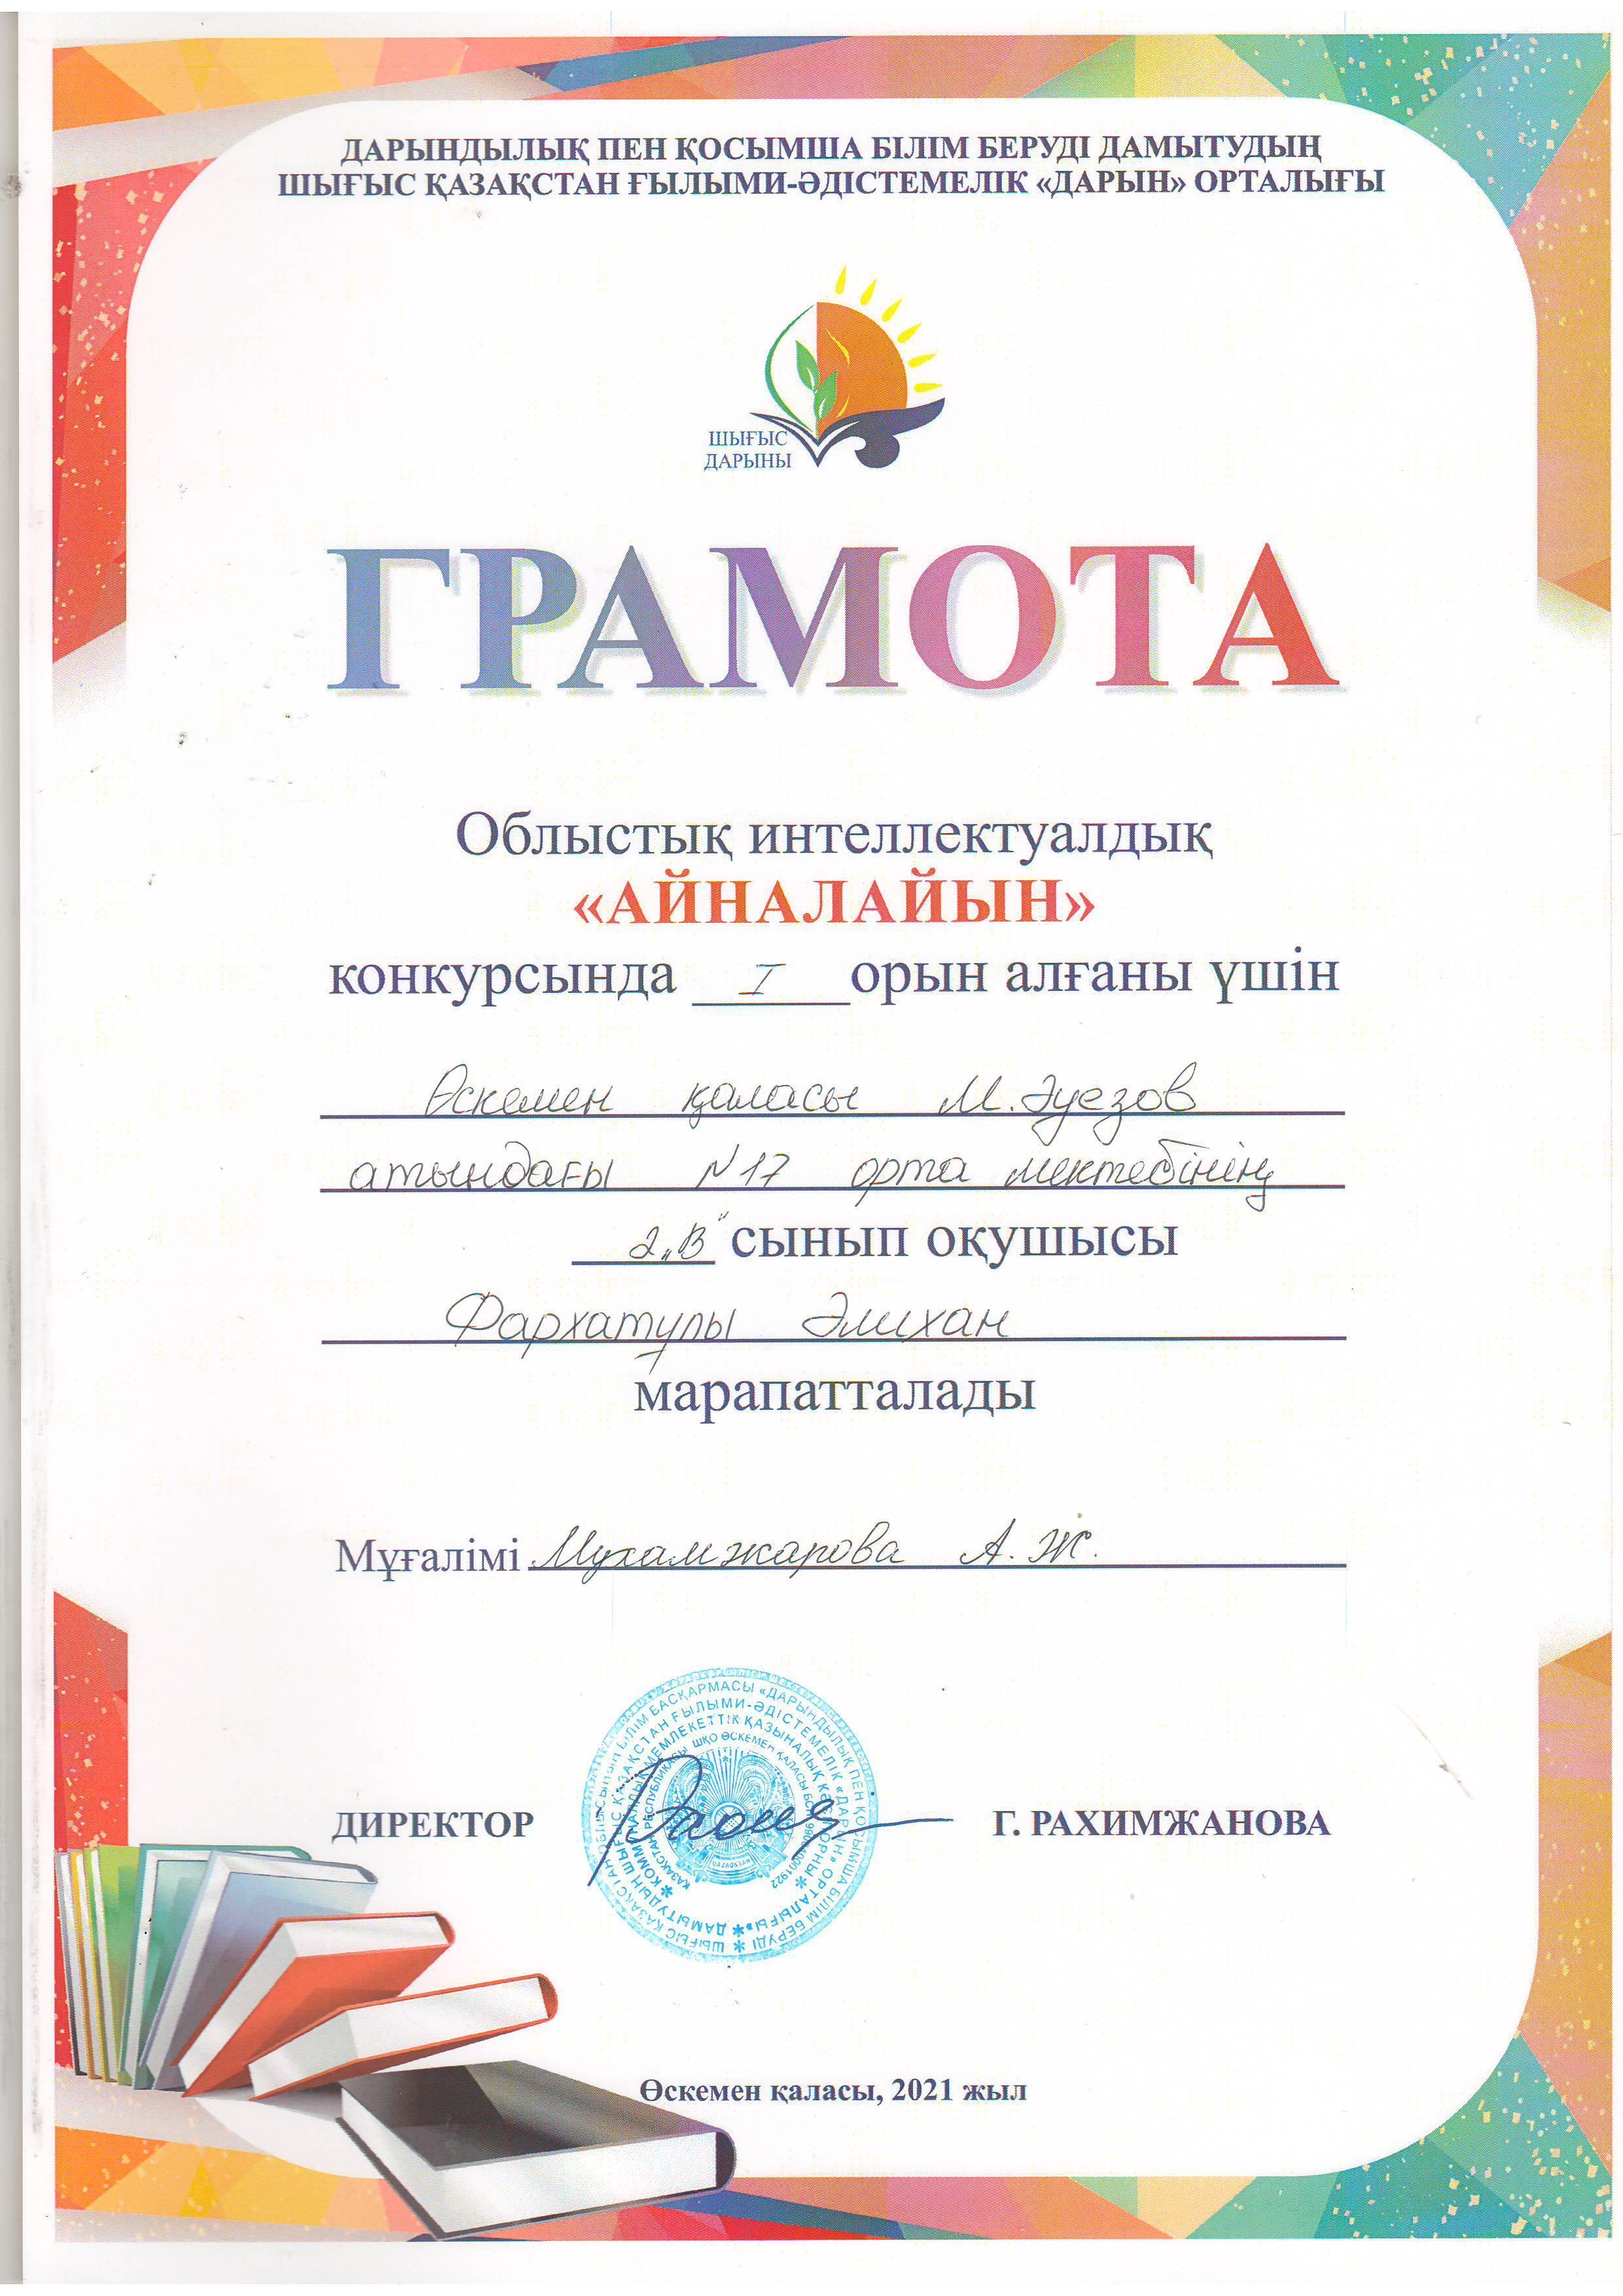 ДАРЫНДЫЛЫҚ ПЕН ҚОСЫМША БІЛІМ БЕРУДІ ДАМЫТУДЫҢ
ШЫҒЫС ҚАЗАҚСТАН ҒЫЛЫМИ-ӘДІСТЕМЕЛІК «ДАРЫН» ОРТАЛЫҒЫ
ШЫҒЫС
ДАРЫНЫ
ГРАМОТА
Облыстық интеллектуалдық
«АЙНАЛАЙЫН»
конкурсында I орын алғаны үшін
Өскемен қаласы М.Әуезов
атындағы N17 орта мектебінің
2 „В" сынып оқушысы
Фархатұлы Әлихан
марапатталады
Мұғалімі Мухамжарова А. Ж.
ДИРЕКТОР Г. РАХИМЖАНОВА
Өскемен қаласы, 2021 жыл